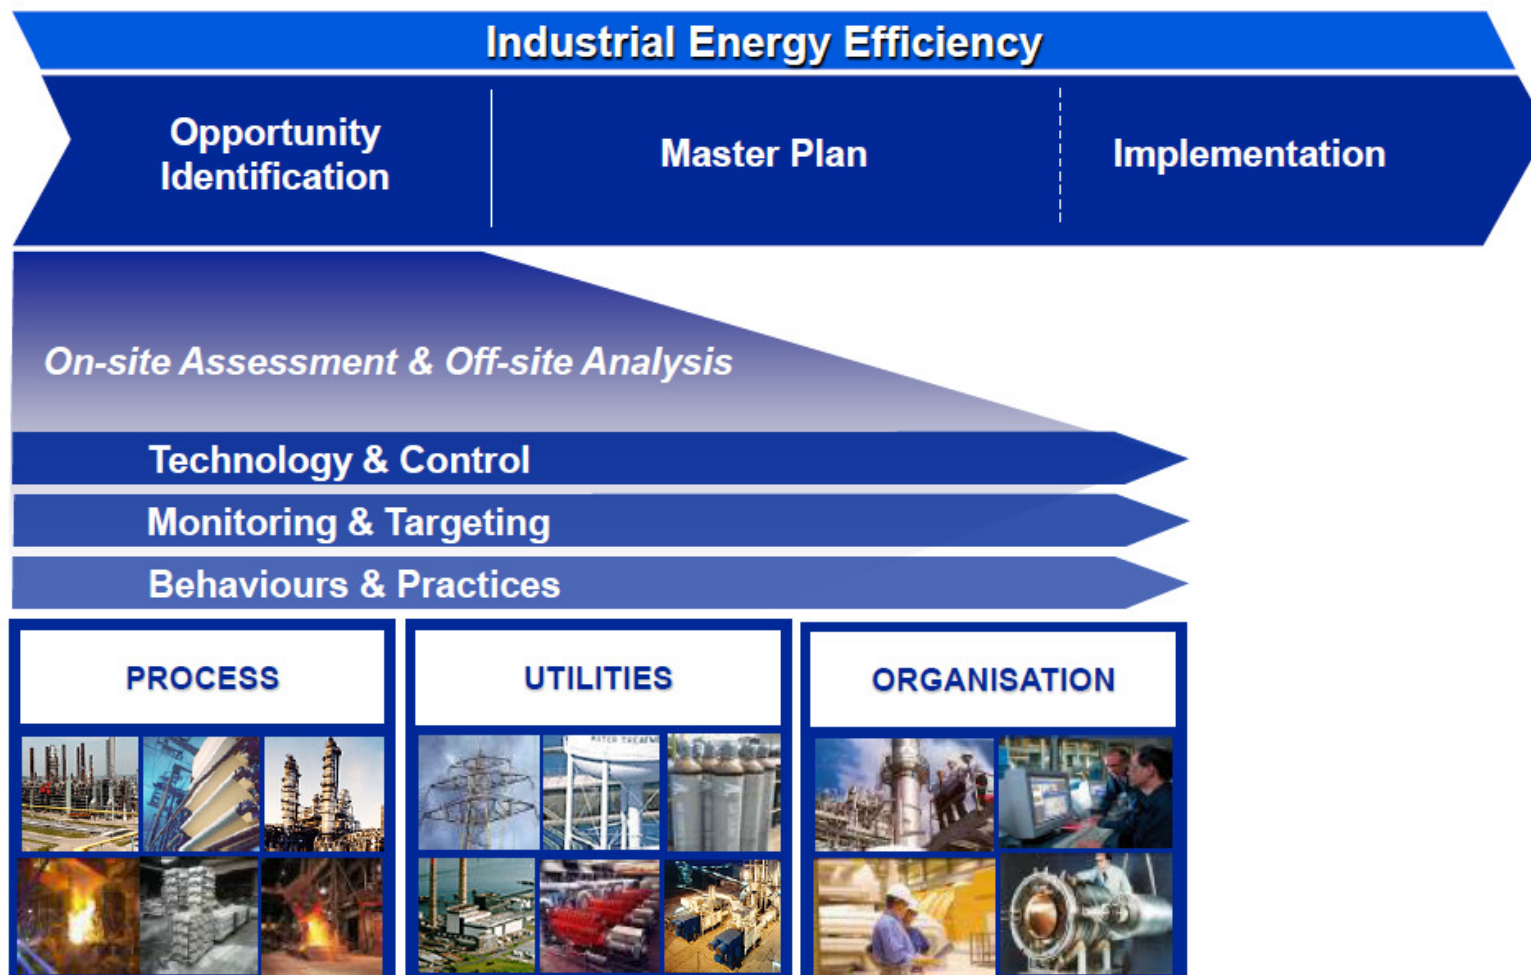 Industrial Energy Efficiency
Opportunity
Identification
Master Plan
Implementation
On-site Assessment & Off-site Analysis
Technology & Control
Monitoring & Targeting
Behaviours & Practices
PROCESS
UTILITIES
ORGANISATION
WATER